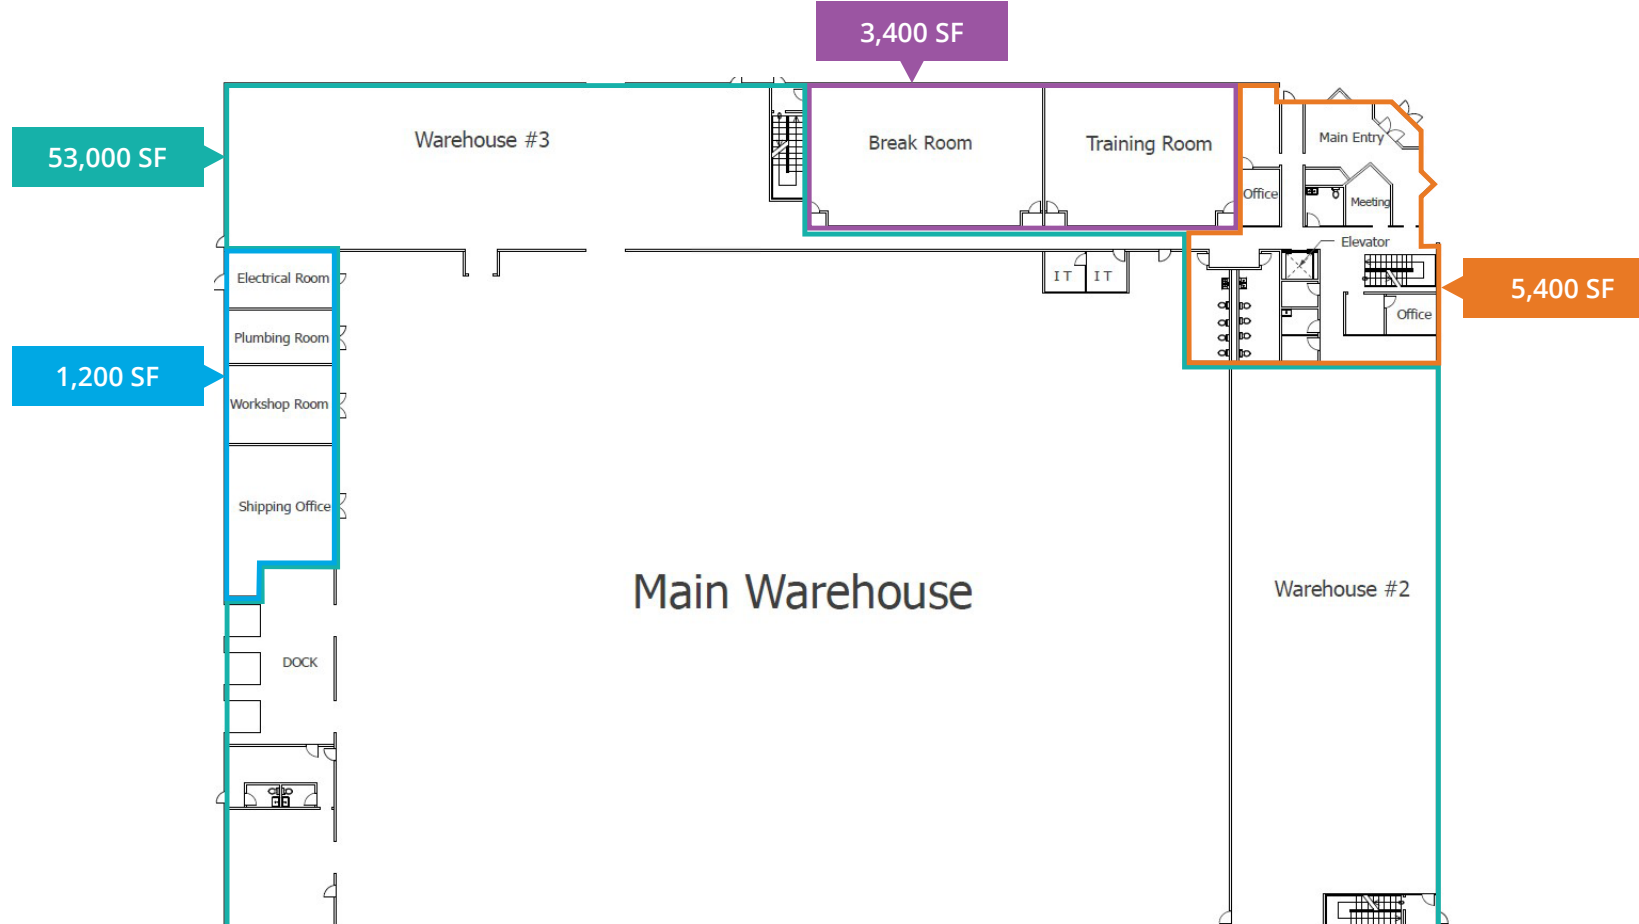 3,400 SF
53,000 SF
Warehouse #3
Break Room
Training Room
Main Entry
Office
Meeting
Elevator
Electrical Room
IT
IT
5,400 SF
Office
Plumbing Room
1,200 SF
Workshop Room
Shipping Office
Main Warehouse
Warehouse #2
DOCK